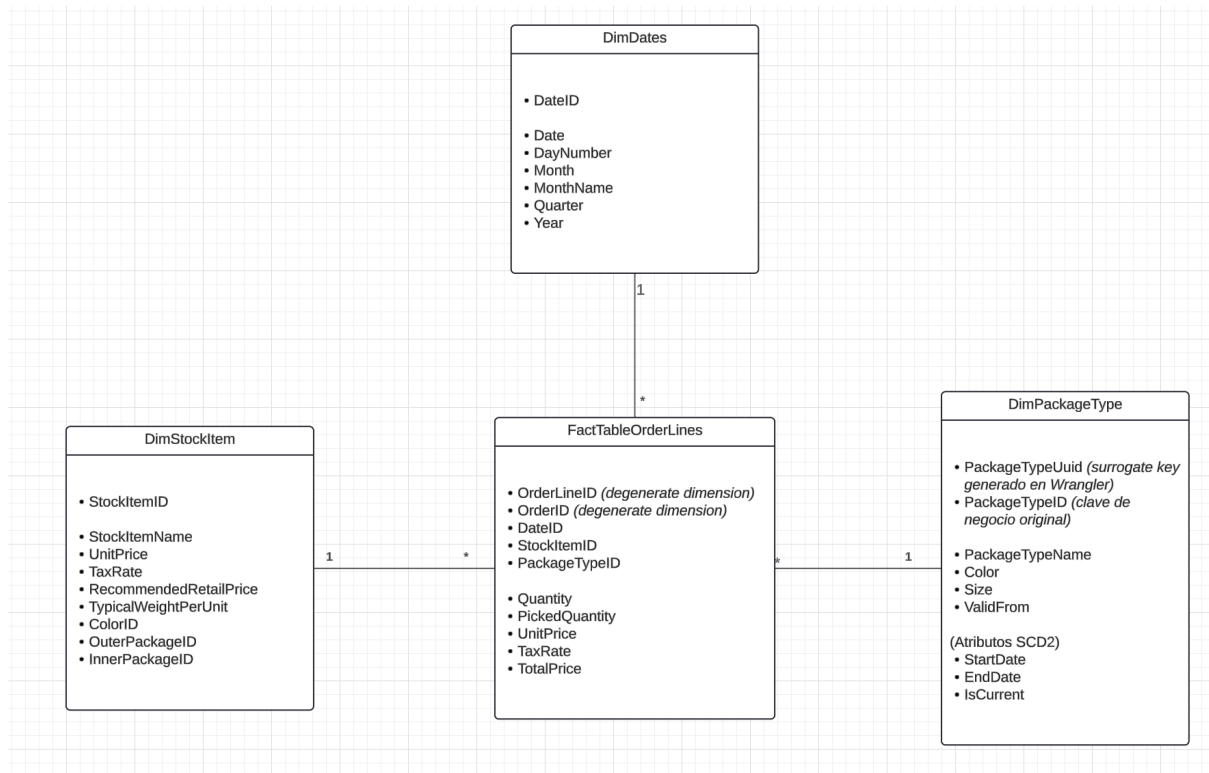 DimDates
• DateID
• Date
• DayNumber
• Month
• MonthName
• Quarter
• Year
1
*
DimStockItem
• StockItemID
• StockItemName
• UnitPrice
• TaxRate
• RecommendedRetailPrice
• TypicalWeightPerUnit
• ColorID
• OuterPackageID
• InnerPackageID
1
*
FactTableOrderLines
• OrderLineID (degenerate dimension)
• OrderID (degenerate dimension)
• DateID
• StockItemID
• PackageTypeID
• Quantity
• PickedQuantity
• UnitPrice
• TaxRate
• TotalPrice
*
1
DimPackageType
• PackageTypeUuid (surrogate key
generado en Wrangler)
• PackageTypeID (clave de
negocio original)
• PackageTypeName
• Color
• Size
• ValidFrom
(Atributos SCD2)
• StartDate
• EndDate
• IsCurrent